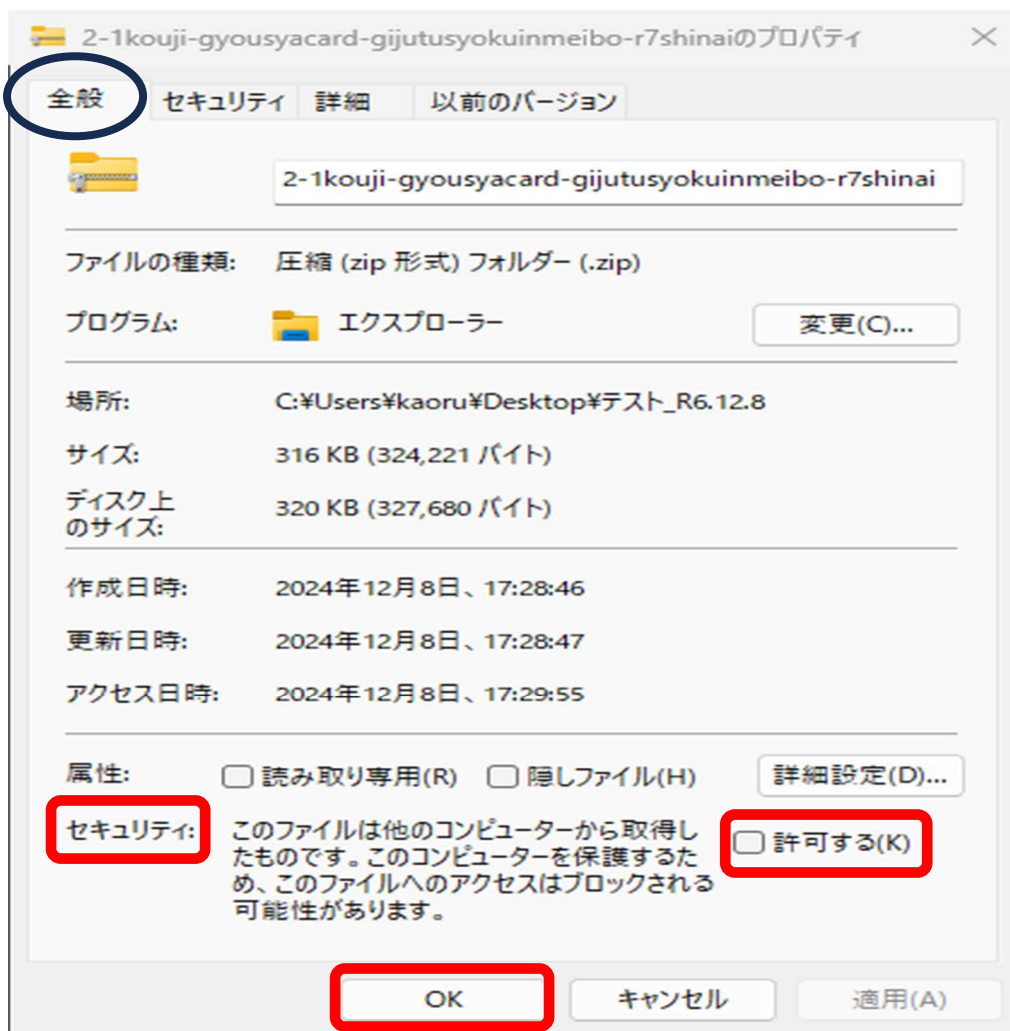 2-1kouji-gyousyacard-gijutusyokuinmeibo-r7shinaiのプロパティ
全般 セキュリティ 詳細 以前のバージョン
2-1kouji-gyousyacard-gijutusyokuinmeibo-r7shinai
ファイルの種類: 圧縮 (zip 形式) フォルダー (.zip)
プログラム: エクスプローラー 変更(C)...
場所: C:¥Users¥kaoru¥Desktop¥テスト_R6.12.8
サイズ: 316 KB (324,221 バイト)
ディスク上
のサイズ: 320 KB (327,680 バイト)
作成日時: 2024年12月8日、17:28:46
更新日時: 2024年12月8日、17:28:47
アクセス日時: 2024年12月8日、17:29:55
属性: 読み取り専用(R) 隠しファイル(H) 詳細設定(D)...
セキュリティ: このファイルは他のコンピューターから取得し
たものです。このコンピューターを保護するた
め、このファイルへのアクセスはブロックされる
可能性があります。
許可する(K)
OK キャンセル 適用(A)